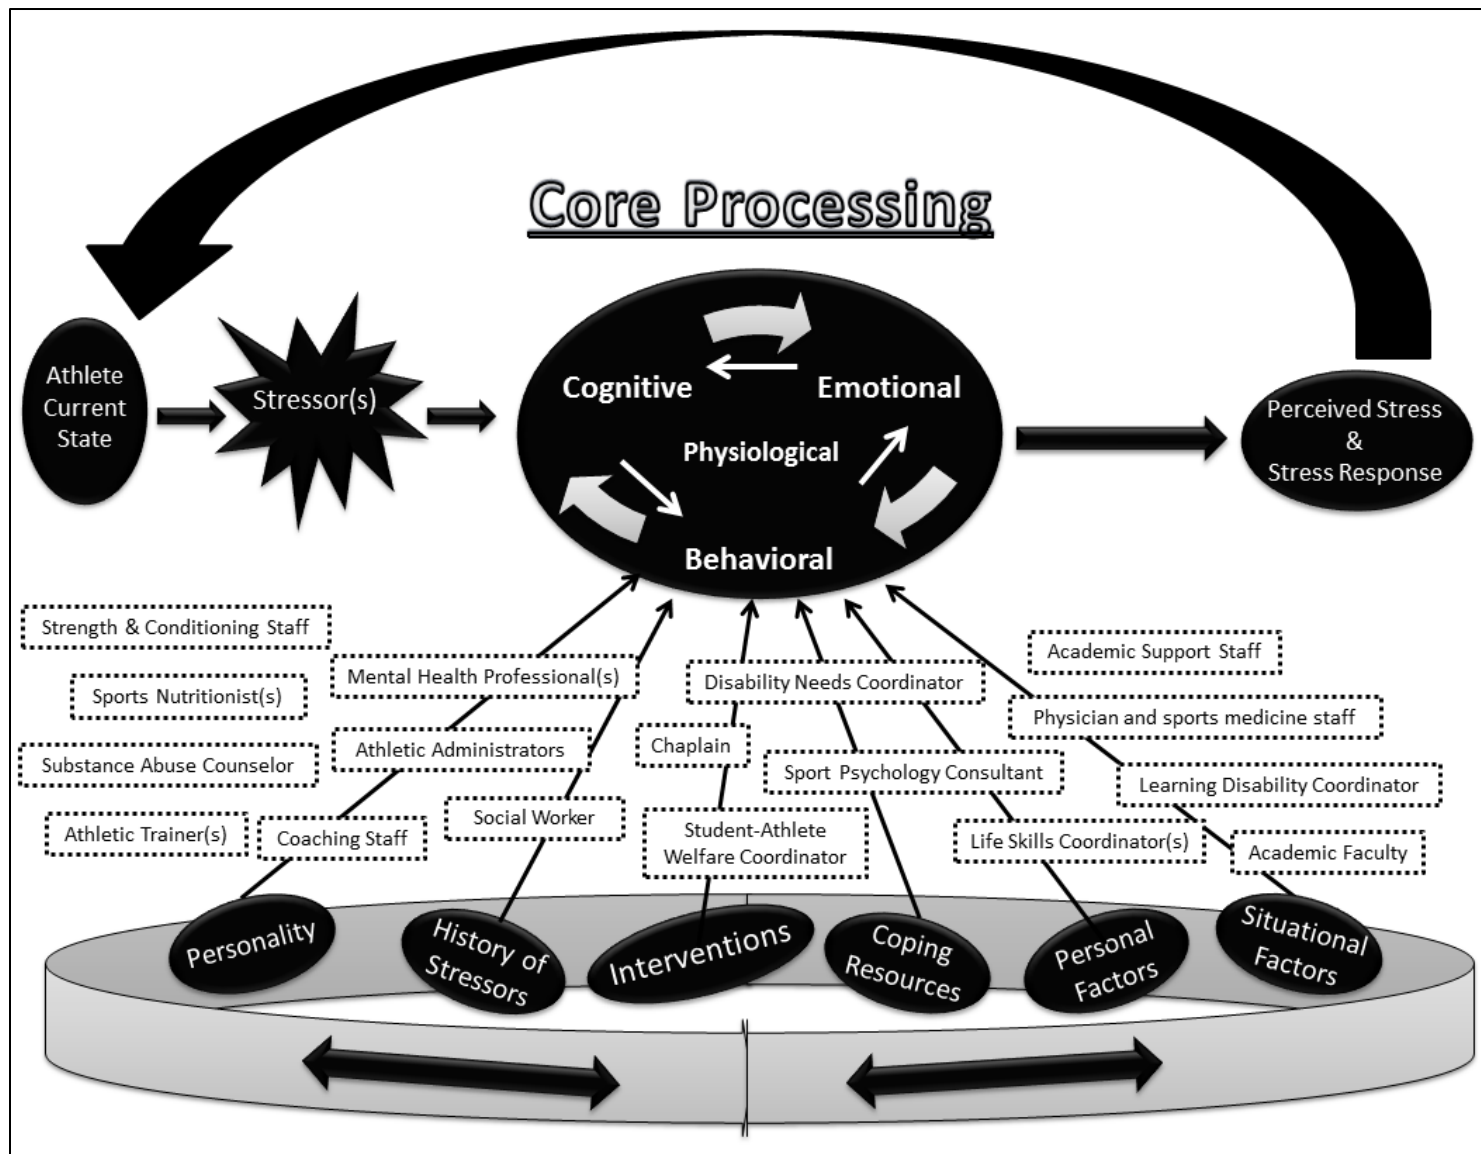 Core Processing
Athlete
Current
State
Stressor(s)
Cognitive
Emotional
Physiological
Behavioral
Perceived Stress
&
Stress Response
Strength & Conditioning Staff
Mental Health Professional(s)
Disability Needs Coordinator
Academic Support Staff
Sports Nutritionist(s)
Physician and sports medicine staff
Substance Abuse Counselor
Athletic Administrators
Chaplain
Sport Psychology Consultant
Learning Disability Coordinator
Athletic Trainer(s)
Coaching Staff
Social Worker
Student-Athlete
Welfare Coordinator
Life Skills Coordinator(s)
Academic Faculty
Personality
History of
Stressors
Interventions
Coping
Resources
Personal
Factors
Situational
Factors